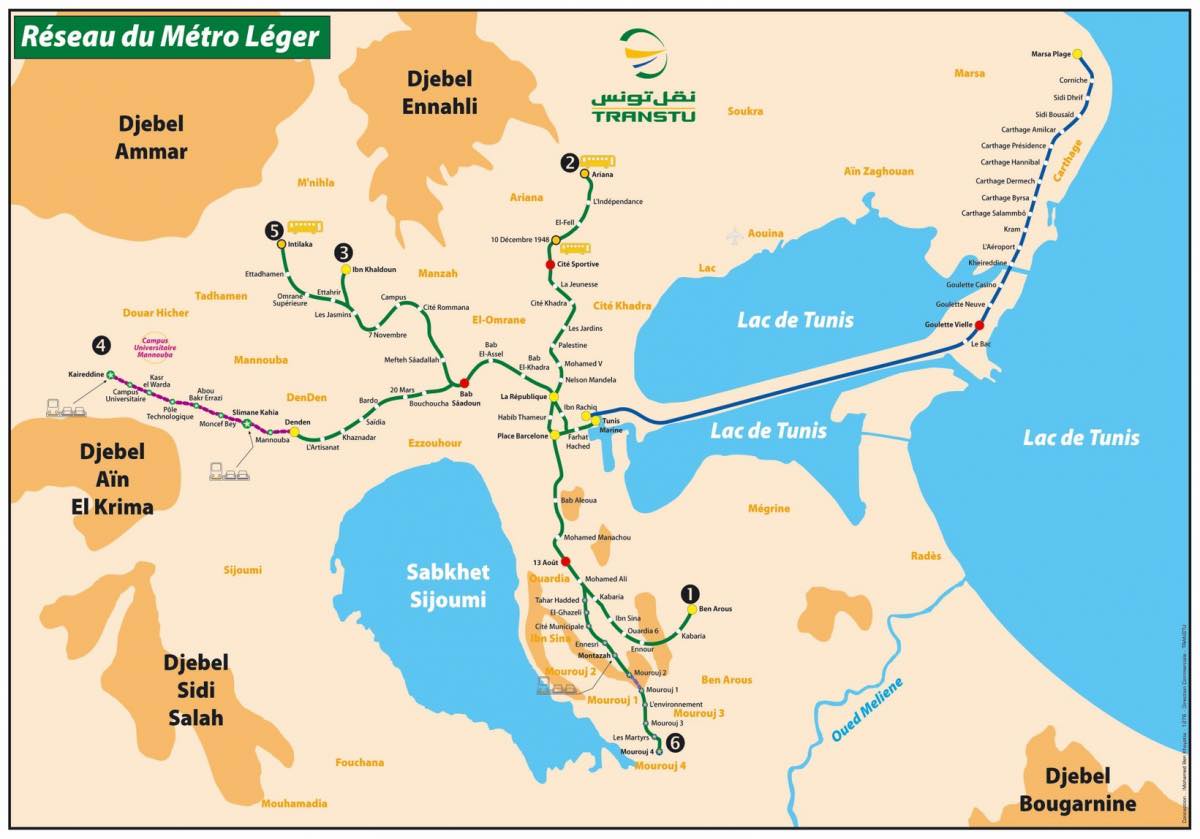 Réseau du Métro Léger
نقل تونس
TRANSTU
Djebel
Ammar
Djebel
Ennahli
M'nihla
Ariana
Soukra
Marsa
Aïn Zaghouan
Aouina
Lac
Carthage
Manzah
Cité Khadra
El-Omrane
Tadhamen
Douar Hicher
Mannouba
DenDen
Ezzouhour
Campus
Universitaire
Mannouba
Marsa Plage
Corniche
Sidi Dhrif
Sidi Bousaïd
Carthage Amilcar
Carthage Présidence
Carthage Hannibal
Carthage Dermech
Carthage Byrsa
Carthage Salammbô
Kram
L'Aéroport
Kheireddine
Goulette Casino
Goulette Neuve
Goulette Vielle
Le Bac
2
Ariana
L'Indépendance
El-Fell
10 Décembre 1948
Cité Sportive
La Jeunesse
Cité Khadra
Les Jardins
Palestine
Mohamed V
Nelson Mandela
La République
Habib Thameur
Place Barcelone
Farhat
Hached
Ibn Rachiq
Tunis
Marine
5
Intilaka
Ettadhamen
Omrane
Supérieure
3
Ibn Khaldoun
Ettahrir
Les Jasmins
7 Novembre
Campus
Cité Rommana
Mefteh Sàadallah
Bab
Sâadoun
Bab
El-Assel
Bab
El-Khadra
4
Kaireddine
Campus
Universitaire
Kasr
el Warda
Pôle
Technologique
Abou
Bakr Errazi
Moncef Bey
Slimane Kahia
Mannouba
Denden
L'Artisanat
Khaznadar
Saïdia
Bardo
20 Mars
Bouchoucha
Lac de Tunis
Lac de Tunis
Lac de Tunis
Djebel
Aïn
El Krima
Sabkhet
Sijoumi
Sijoumi
Djebel
Sidi
Salah
Fouchana
Mouhamadia
Mégrine
Radès
Bab Aleoua
Mohamed Manachou
13 Août
Ouardia
Mohamed Ali
Kabaria
Ibn Sina
Ouardia 6
Ennour
Kabaria
1
Ben Arous
Tahar Hadded
El-Ghazeli
Cité Municipale
Ibn Sina
Ennesri
Montazah
Mourouj 2
Mourouj 2
Mourouj 1
Mourouj 1
L'environnement
Mourouj 3
Mourouj 3
Les Martyrs
Mourouj 4
6
Mourouj 4
Ben Arous
Oued Meliene
Djebel
Bougarnine